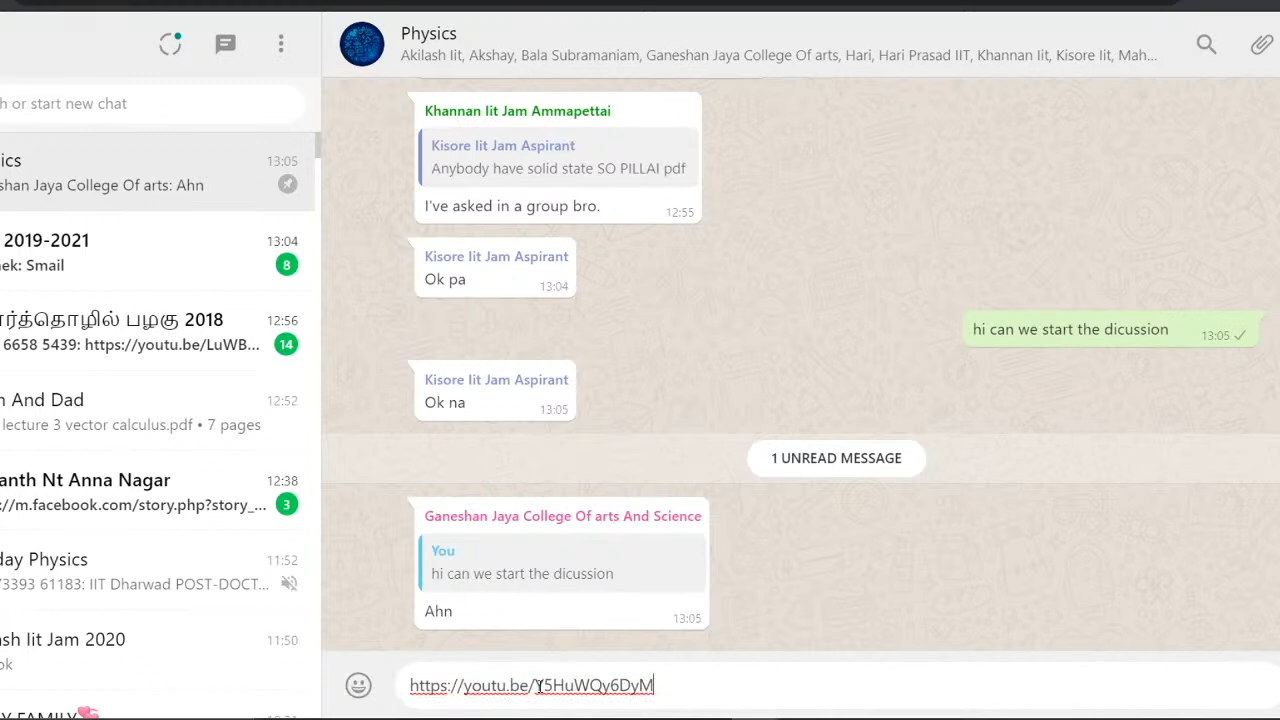 h or start new chat
ics
13:05
shan Jaya College Of arts: Ahn
2019-2021
13:04
ek: Smail
8
ர்த்தொழில் பழகு 2018
12:56
6658 5439: https://youtu.be/LuWB...
14
n And Dad
12:52
lecture 3 vector calculus.pdf • 7 pages
anth Nt Anna Nagar
12:38
://m.facebook.com/story.php?story_...
3
day Physics
11:52
73393 61183: IIT Dharwad POST-DOCT...
sh Iit Jam 2020
11:50
ok
Y FAMILY
Physics
Akilash Iit, Akshay, Bala Subramaniam, Ganeshan Jaya College Of arts, Hari, Hari Prasad IIT, Khannan Iit, Kisore Iit, Mah...
Khannan Iit Jam Ammapettai
Kisore Iit Jam Aspirant
Anybody have solid state SO PILLAI pdf
I've asked in a group bro.
12:55
Kisore Iit Jam Aspirant
Ok pa
13:04
hi can we start the dicussion
13:05
Kisore Iit Jam Aspirant
Ok na
13:05
1 UNREAD MESSAGE
Ganeshan Jaya College Of arts And Science
You
hi can we start the dicussion
Ahn
13:05
https://youtu.be/Y5HuWQy6DyM